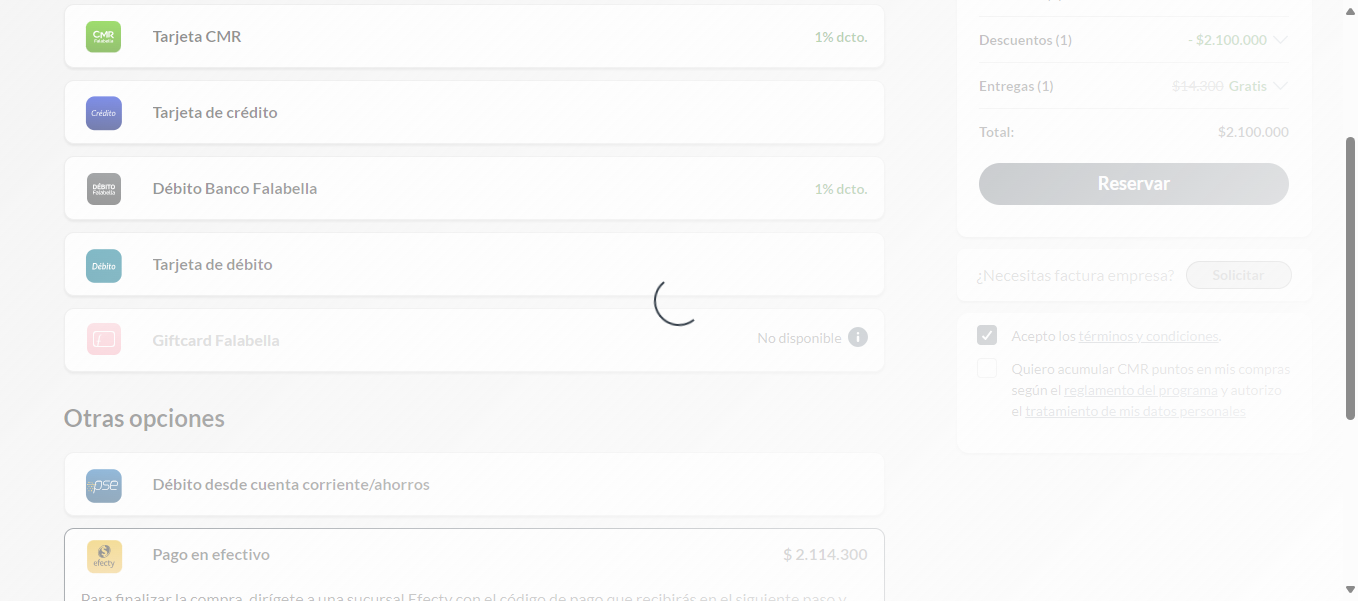 CMR
Falabella
Tarjeta CMR
1% dcto.
Crédito
Tarjeta de crédito
DÉBITO
Falabella
Débito Banco Falabella
1% dcto.
Débito
Tarjeta de débito
Giftcard Falabella
No disponible
Otras opciones
pse
Débito desde cuenta corriente/ahorros
efecty
Pago en efectivo
$ 2.114.300
Para finalizar la compra, dirígete a una sucursal Efecty con el código de pago que recibirás en el siguiente paso y
Descuentos (1)
- $2.100.000
Entregas (1)
$14.300 Gratis
Total:
$2.100.000
Reservar
¿Necesitas factura empresa?
Solicitar
Acepto los términos y condiciones.
Quiero acumular CMR puntos en mis compras
según el reglamento del programa y autorizo
el tratamiento de mis datos personales